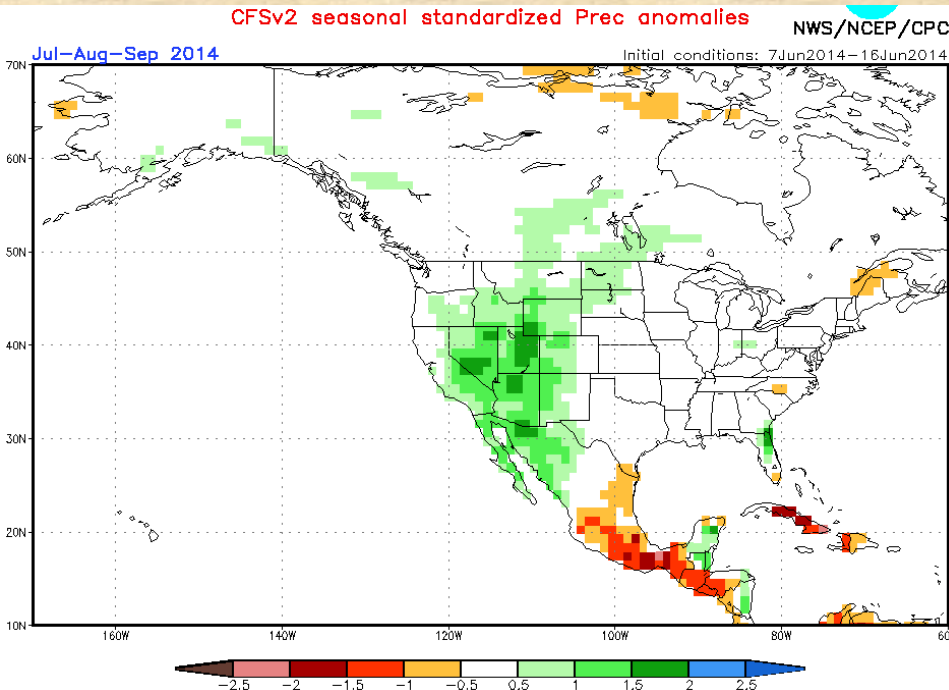 CFSv2 seasonal standardized Prec anomalies
NWS/NCEP/CPC
Jul-Aug-Sep 2014
Initial conditions: 7Jun2014-16Jun2014
70N
60N
50N
40N
30N
20N
10N
160W 140W 120W 100W 80W 60
-2.5 -2 -1.5 -1 -0.5 0.5 1 1.5 2 2.5